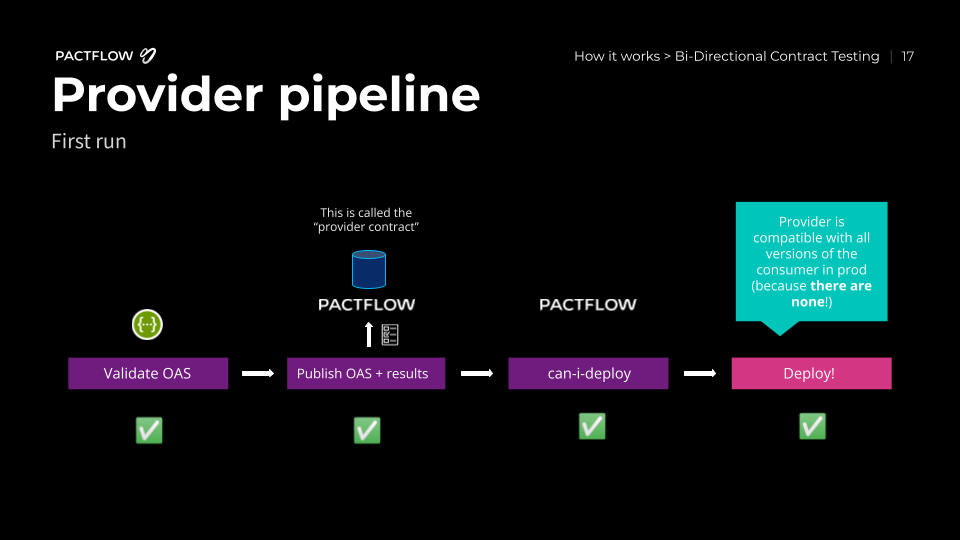 PACTFLOW
How it works > Bi-Directional Contract Testing | 17
Provider pipeline
First run
This is called the
“provider contract”
PACTFLOW
PACTFLOW
Provider is
compatible with all
versions of the
consumer in prod
(because there are
none!)
{...}
Validate OAS
Publish OAS + results
can-i-deploy
Deploy!